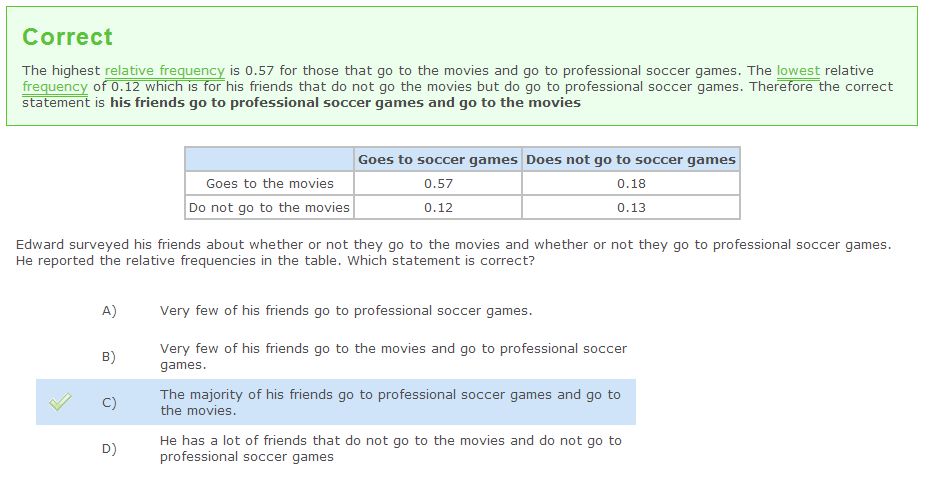 Correct
The highest relative frequency is 0.57 for those that go to the movies and go to professional soccer games. The lowest relative
frequency of 0.12 which is for his friends that do not go the movies but do go to professional soccer games. Therefore the correct
statement is his friends go to professional soccer games and go to the movies
Goes to soccer games Does not go to soccer games
Goes to the movies 0.57 0.18
Do not go to the movies 0.12 0.13
Edward surveyed his friends about whether or not they go to the movies and whether or not they go to professional soccer games.
He reported the relative frequencies in the table. Which statement is correct?
A) Very few of his friends go to professional soccer games.
B) Very few of his friends go to the movies and go to professional soccer
games.
C) The majority of his friends go to professional soccer games and go to
the movies.
D) He has a lot of friends that do not go to the movies and do not go to
professional soccer games